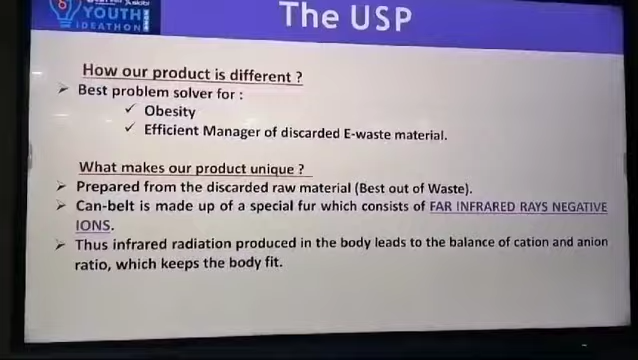 YOUTH
IDEATHON
The USP
How our product is different ?
➢ Best problem solver for :
✓ Obesity
✓ Efficient Manager of discarded E-waste material.
What makes our product unique ?
➢ Prepared from the discarded raw material (Best out of Waste).
➢ Can-belt is made up of a special fur which consists of FAR INFRARED RAYS NEGATIVE
IONS.
➢ Thus infrared radiation produced in the body leads to the balance of cation and anion
ratio, which keeps the body fit.